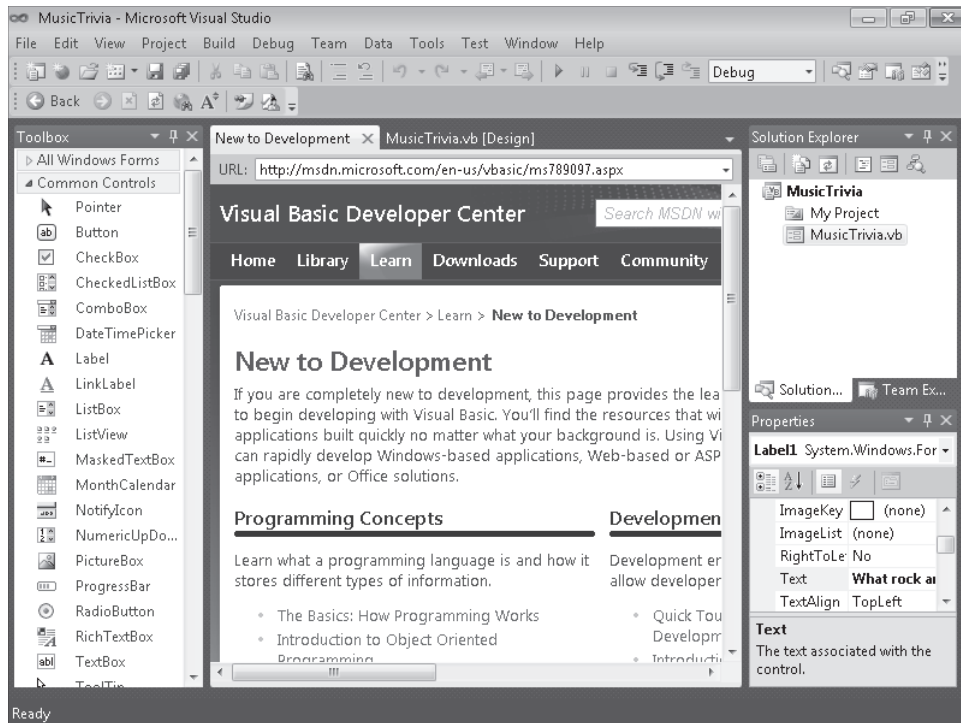 MusicTrivia - Microsoft Visual Studio
File Edit View Project Build Debug Team Data Tools Test Window Help
Debug
Back
Toolbox
All Windows Forms
Common Controls
Pointer
Button
CheckBox
CheckedListBox
ComboBox
DateTimePicker
Label
LinkLabel
ListBox
ListView
MaskedTextBox
MonthCalendar
NotifyIcon
NumericUpDo...
PictureBox
ProgressBar
RadioButton
RichTextBox
TextBox
ToolTip
New to Development MusicTrivia.vb [Design]
URL: http://msdn.microsoft.com/en-us/vbasic/ms789097.aspx
Visual Basic Developer Center
Search MSDN wi
Home Library Learn Downloads Support Community
Visual Basic Developer Center > Learn > New to Development
New to Development
If you are completely new to development, this page provides the lea
to begin developing with Visual Basic. You'll find the resources that wi
applications built quickly no matter what your background is. Using Vi
can rapidly develop Windows-based applications, Web-based or ASP
applications, or Office solutions.
Programming Concepts
Learn what a programming language is and how it
stores different types of information.
The Basics: How Programming Works
Introduction to Object Oriented
Programming
Developmen
Development en
allow developer
Quick Tou
Developm
Introducti
Solution Explorer
MusicTrivia
My Project
MusicTrivia.vb
Solution... Team Ex...
Properties
Label1 System.Windows.For
ImageKey (none)
ImageList (none)
RightToLe No
Text What rock ar
TextAlign TopLeft
Text
The text associated with the
control.
Ready